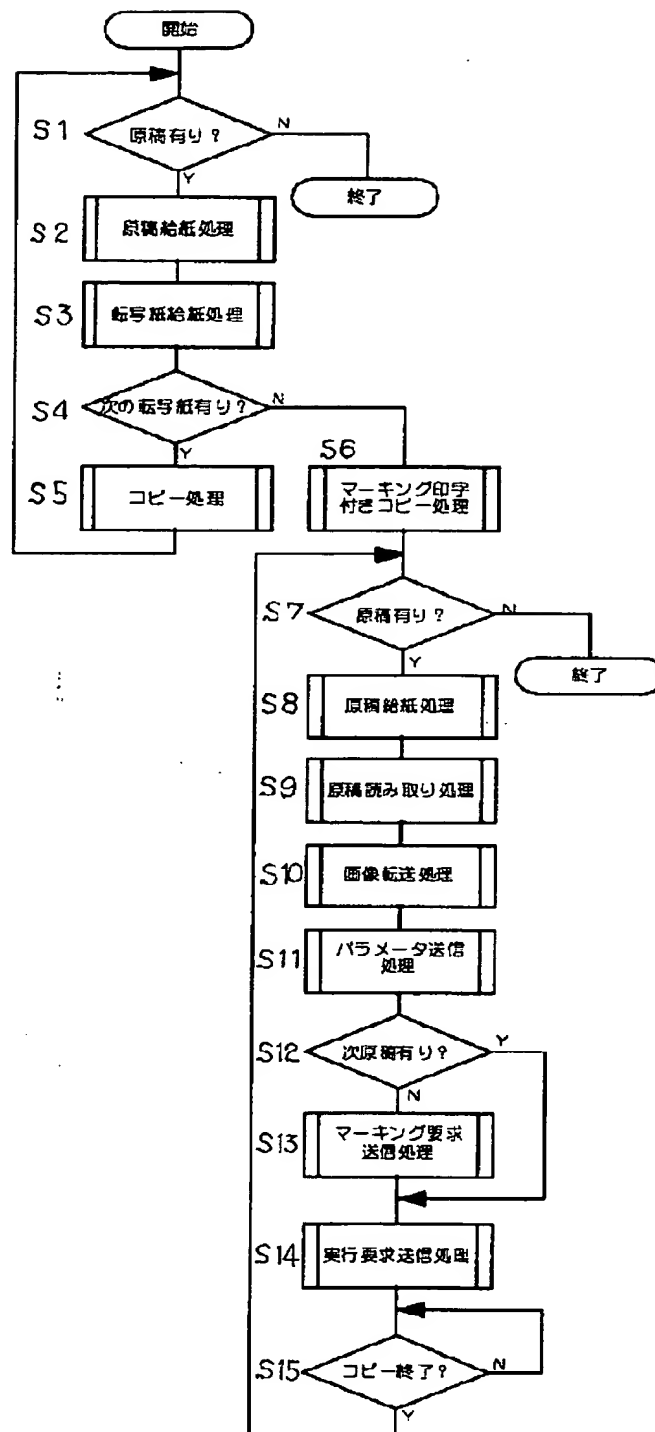 開始
S1
原稿有り?
N
Y
終了
S2
原稿給紙処理
S3
転写紙給紙処理
S4
次の転写紙有り?
N
Y
S5
コピー処理
S6
マーキング印字
付きコピー処理
S7
原稿有り?
N
Y
終了
S8
原稿給紙処理
S9
原稿読み取り処理
S10
画像転送処理
S11
パラメータ送信
処理
S12
次原稿有り?
Y
N
S13
マーキング要求
送信処理
S14
実行要求送信処理
S15
コピー終了?
N
Y